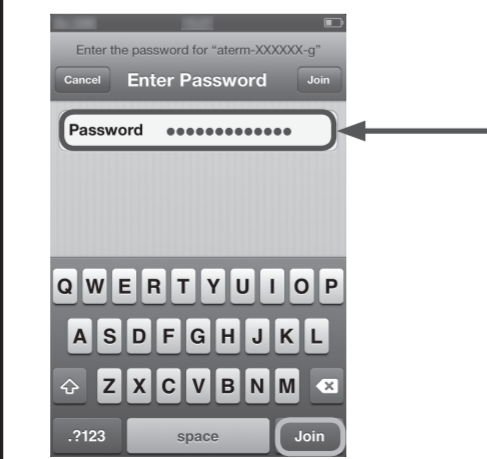 Enter the password for “aterm-XXXXXX-g”
Cancel Enter Password Join
Password ●●●●●●●●●●●●●
Q W E R T Y U I O P
A S D F G H J K L
Z X C V B N M
.?123 space Join